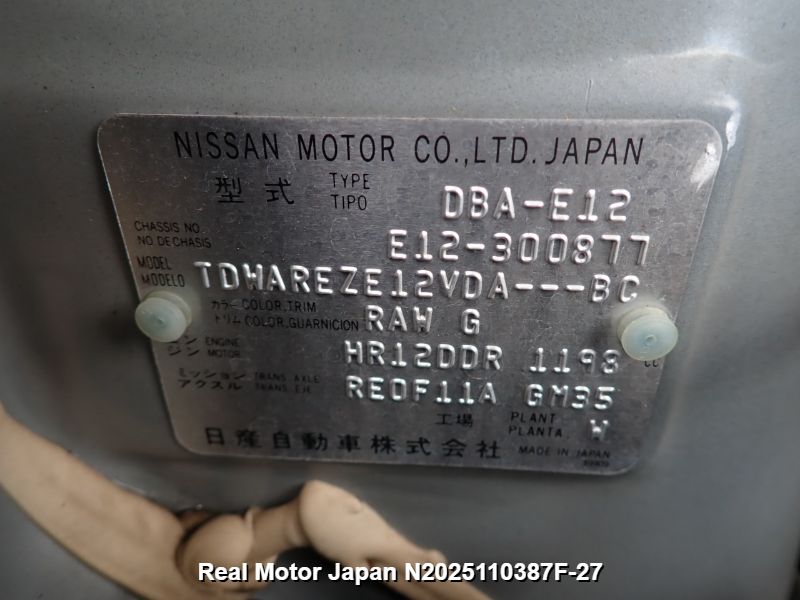 NISSAN MOTOR CO.,LTD. JAPAN
型式 TYPE TIPO DBA-E12
CHASSIS NO. NO. DE CHASIS E12-300877
MODEL MODELO TDWAREZE12VDA---BC
カラー COLOR,TRIM
トリム COLOR,GUARNICION RAW G
エンジン ENGINE MOTOR HR12DDR 1198 cc
ミッション TRANS. AXLE
アクスル TRANS. EJE RE0F11A GM35
工場 PLANT PLANTA W
日産自動車株式会社 MADE IN JAPAN
Real Motor Japan N2025110387F-27